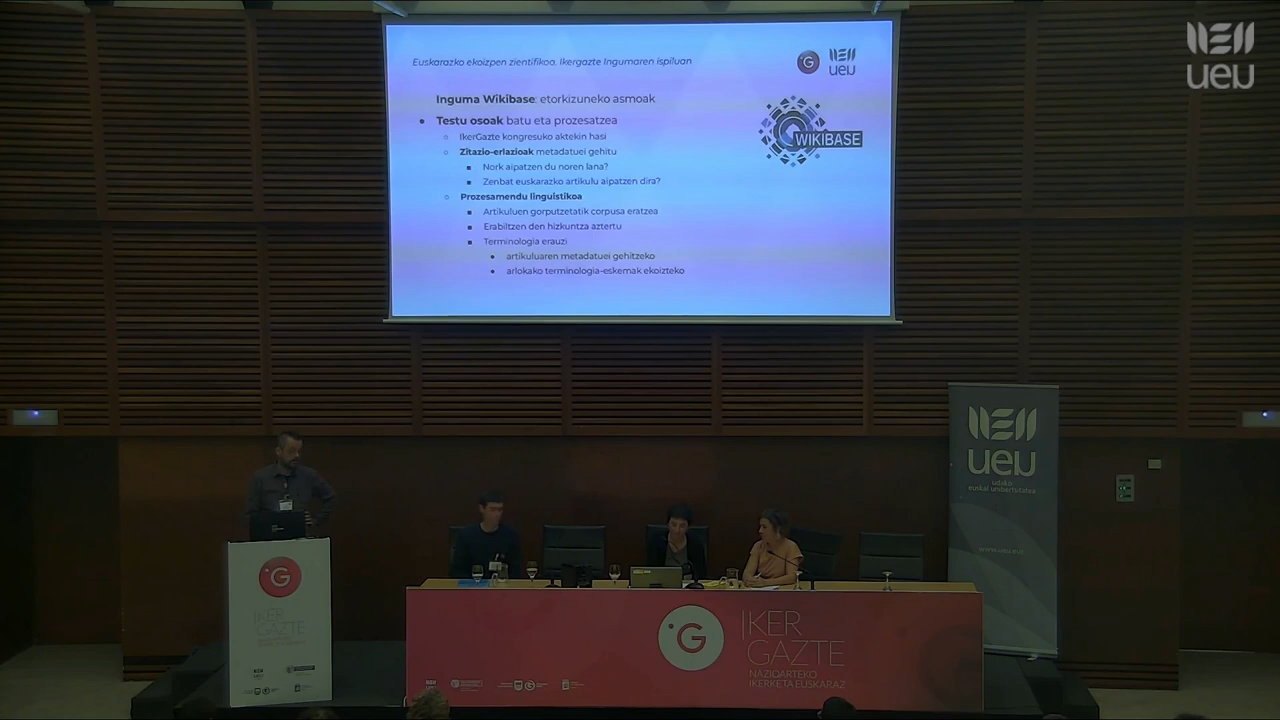 Euskarazko ekoizpen zientifikoa. Ikergazte Ingumaren ispiluan
G
UEU
Inguma Wikibase: etorkizuneko asmoak
WIKIBASE
Testu osoak batu eta prozesatzea
IkerGazte kongresuko aktekin hasi
Zitazio-erlazioak metadatuei gehitu
Nork aipatzen du noren lana?
Zenbat euskarazko artikulu aipatzen dira?
Prozesamendu linguistikoa
Artikuluen gorputzetatik corpusa eratzea
Erabiltzen den hizkuntza aztertu
Terminologia erauzi
artikuluaren metadatuei gehitzeko
arlokako terminologia-eskemak ekoizteko
UEU
UEU
udako
euskal unibertsitatea
G
IKER
GAZTE
G
IKER
GAZTE
NAZIOARTEKO
IKERKETA EUSKARAZ